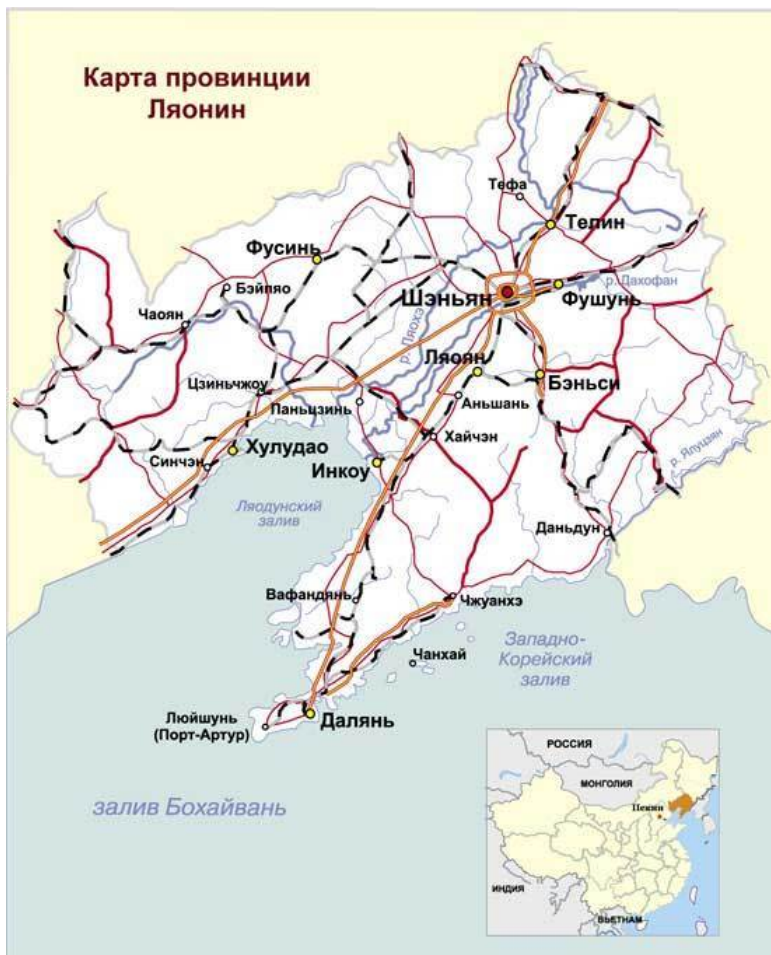 Карта провинции
Ляонин
Тефа
Телин
Фусинь
Бэйпяо
Чаоян
Шэньян
р. Дахофан
Фушунь
р. Ляохэ
Ляоян
Бэньси
Цзиньчжоу
Паньцзинь
Аньшань
Хайчэн
Хулудао
Синчэн
Инкоу
р. Ялуцзян
Ляодунский
залив
Даньдун
Вафандянь
Чжуанхэ
Западно-
Корейский
залив
Чанхай
Люйшунь
(Порт-Артур)
Далянь
залив Бохайвань
РОССИЯ
МОНГОЛИЯ
Пекин
ИНДИЯ
ВЬЕТНАМ